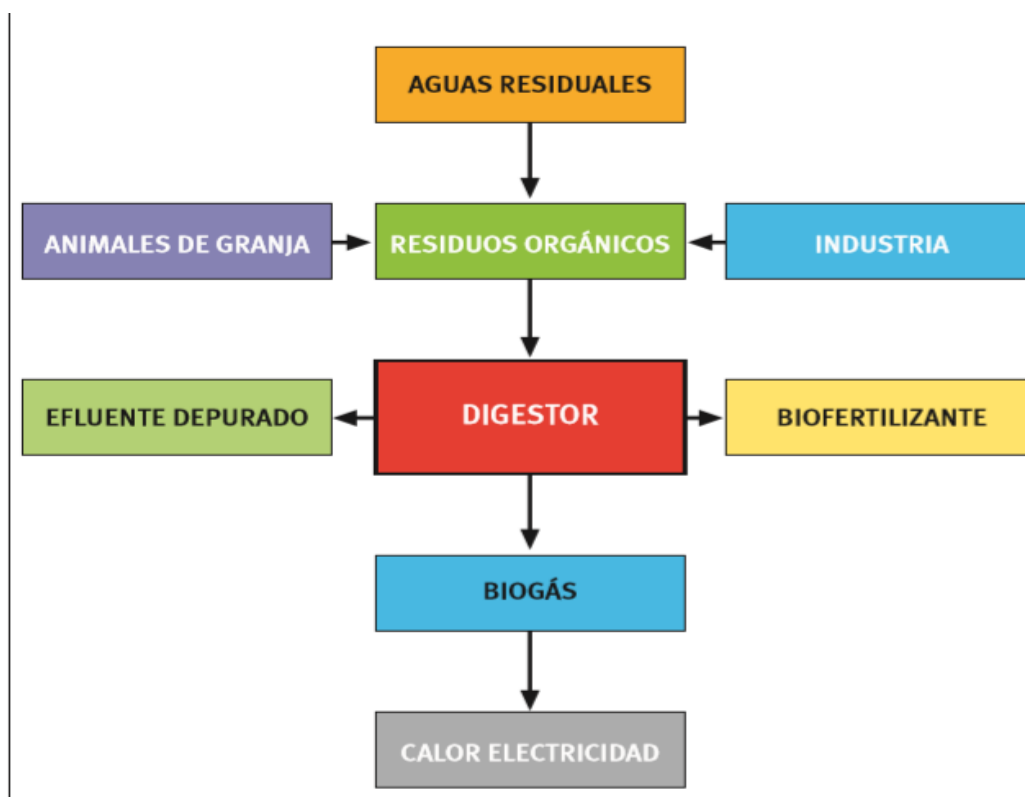 AGUAS RESIDUALES
ANIMALES DE GRANJA
RESIDUOS ORGÁNICOS
INDUSTRIA
EFLUENTE DEPURADO
DIGESTOR
BIOFERTILIZANTE
BIOGÁS
CALOR ELECTRICIDAD